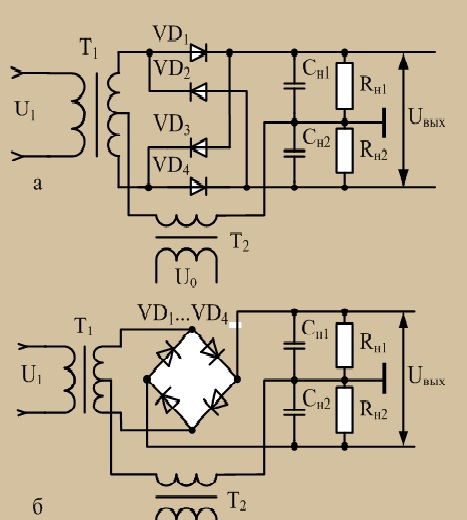 VD₁
T₁
VD₂
Cн1
Rн1
U₁
VD₃
Cн2
Uвых
Rн2
VD₄
а
T₂
U₀
VD₁...VD₄
T₁
Cн1
Rн1
U₁
Uвых
Cн2
Rн2
T₂
б